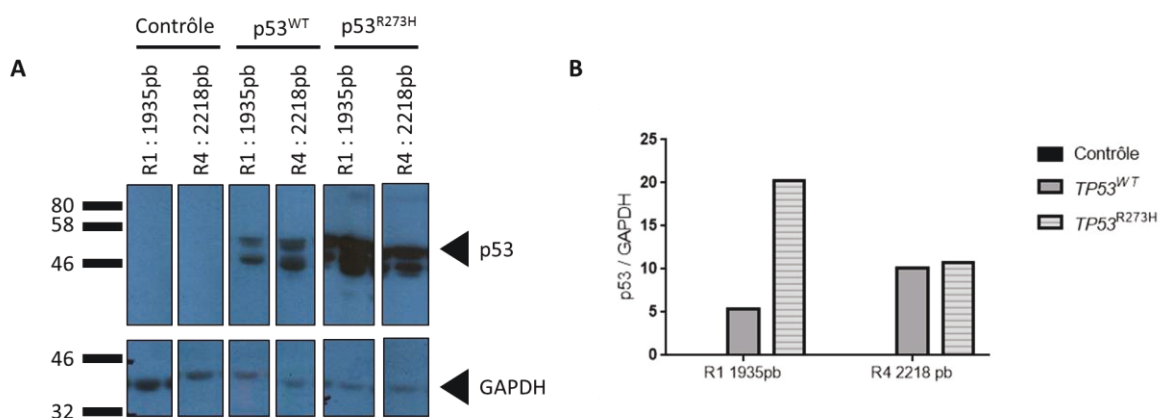 A
Contrôle
p53WT
p53R273H
R1 : 1935pb
R4 : 2218pb
R1 : 1935pb
R4 : 2218pb
R1 : 1935pb
R4 : 2218pb
80
58
46
p53
46
32
GAPDH
B
p53 / GAPDH
25
20
15
10
5
0
R1 1935pb
R4 2218 pb
Contrôle
TP53WT
TP53R273H